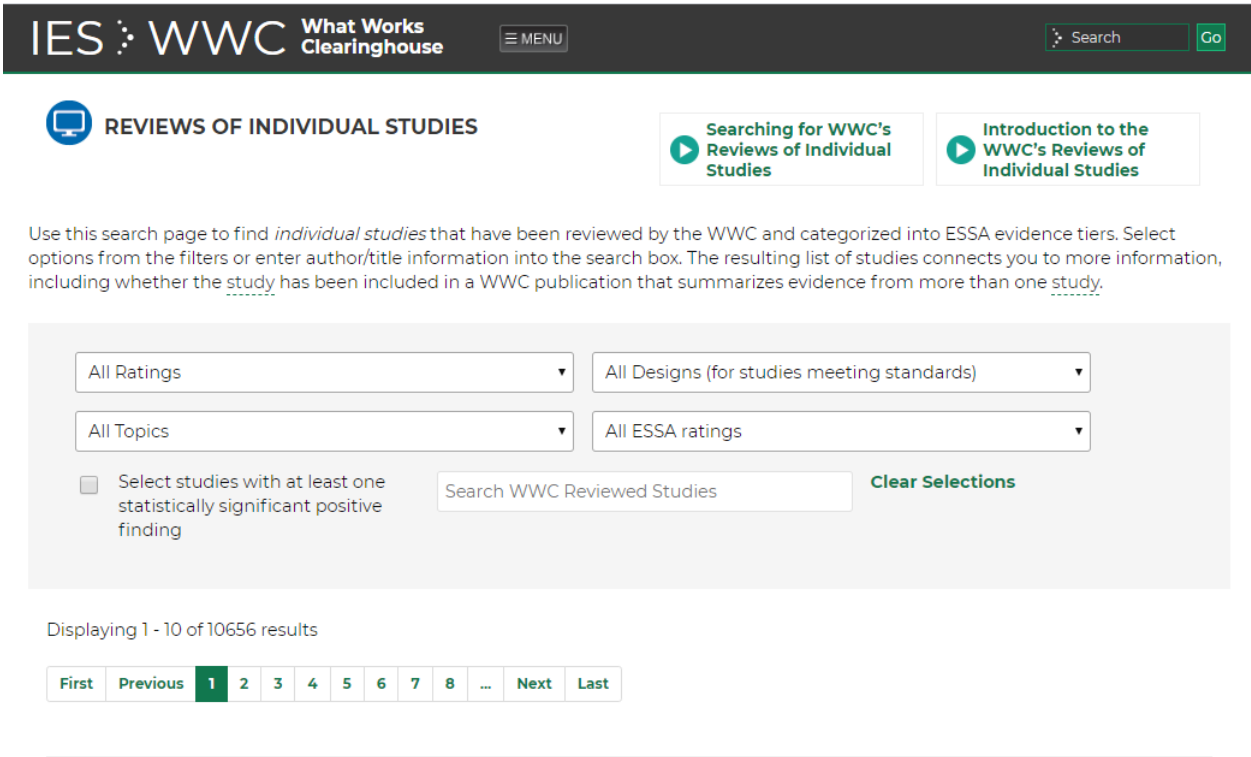 IES WWC What Works Clearinghouse
☰ MENU
Search
Go
REVIEWS OF INDIVIDUAL STUDIES
Searching for WWC's
Reviews of Individual
Studies
Introduction to the
WWC's Reviews of
Individual Studies
Use this search page to find individual studies that have been reviewed by the WWC and categorized into ESSA evidence tiers. Select
options from the filters or enter author/title information into the search box. The resulting list of studies connects you to more information,
including whether the study has been included in a WWC publication that summarizes evidence from more than one study.
All Ratings
All Designs (for studies meeting standards)
All Topics
All ESSA ratings
Select studies with at least one
statistically significant positive
finding
Search WWC Reviewed Studies
Clear Selections
Displaying 1 - 10 of 10656 results
First Previous 1 2 3 4 5 6 7 8 ... Next Last